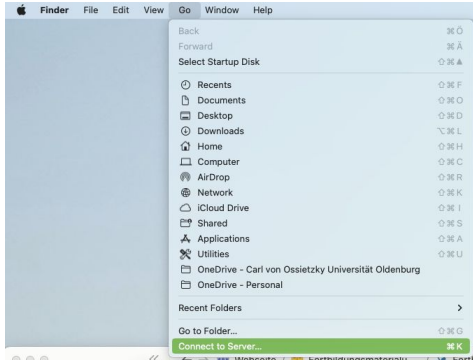 Finder File Edit View Go Window Help
Back ⌘Ö
Forward ⌘Ä
Select Startup Disk ⇧⌘▲
Recents ⇧⌘F
Documents ⇧⌘O
Desktop ⇧⌘D
Downloads ⌥⌘L
Home ⇧⌘H
Computer ⇧⌘C
AirDrop ⇧⌘R
Network ⇧⌘K
iCloud Drive ⇧⌘I
Shared ⇧⌘S
Applications ⇧⌘A
Utilities ⇧⌘U
OneDrive - Carl von Ossietzky Universität Oldenburg
OneDrive - Personal
Recent Folders >
Go to Folder... ⇧⌘G
Connect to Server... ⌘K